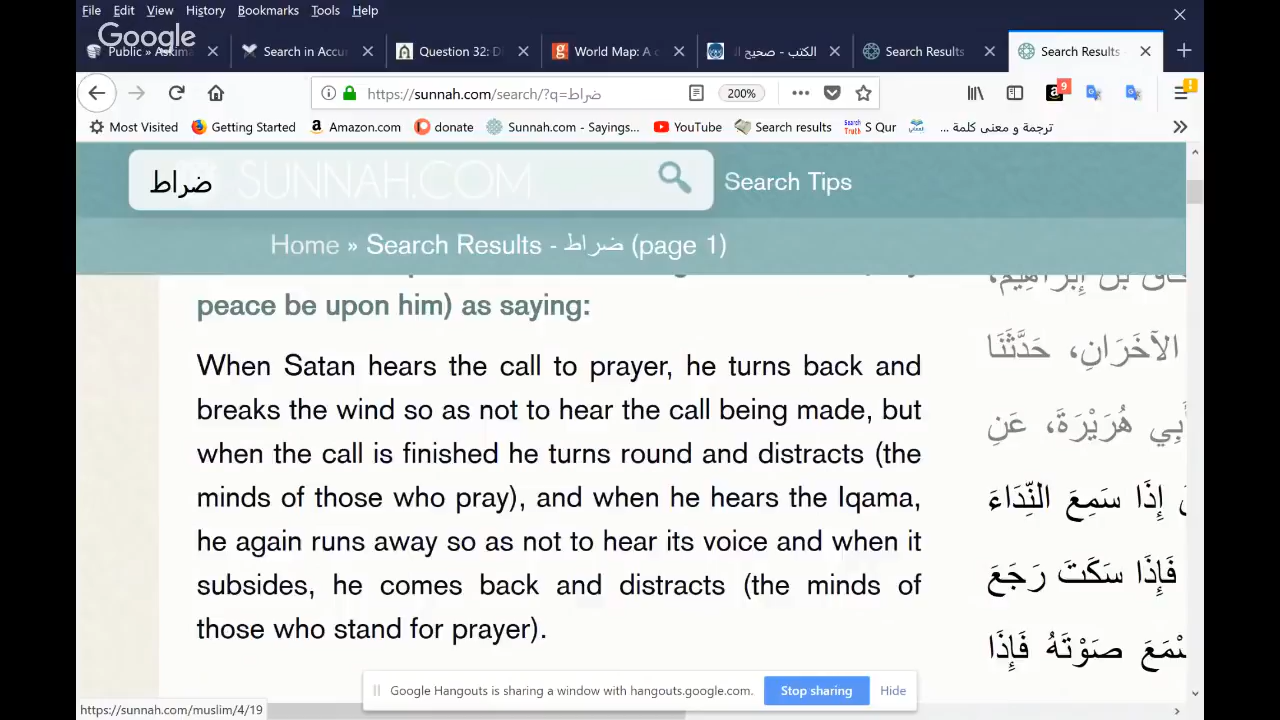 File Edit View History Bookmarks Tools Help
Google
Public » Askima
Search in Accur
Question 32: D
World Map: A c
الكتب - صحيح ال
Search Results
Search Results
https://sunnah.com/search/?q=ضراط
200%
9
Most Visited
Getting Started
Amazon.com
donate
Sunnah.com - Sayings...
YouTube
Search results
Search Truth
S Qur
ترجمة و معنى كلمة ...
SUNNAH.COM
ضراط
Search Tips
Home » Search Results - ضراط (page 1)
peace be upon him) as saying:
When Satan hears the call to prayer, he turns back and
breaks the wind so as not to hear the call being made, but
when the call is finished he turns round and distracts (the
minds of those who pray), and when he hears the Iqama,
he again runs away so as not to hear its voice and when it
subsides, he comes back and distracts (the minds of
those who stand for prayer).
بْنُ إِبْرَاهِيمَ،
الآخَرَانِ، حَدَّثَنَا
أَبِي هُرَيْرَةَ، عَنِ
إِذَا سَمِعَ النِّدَاءَ
فَإِذَا سَكَتَ رَجَعَ
صَوْتَهُ فَإِذَا
Google Hangouts is sharing a window with hangouts.google.com.
Stop sharing
Hide
https://sunnah.com/muslim/4/19